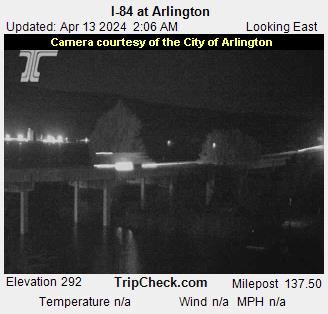 I-84 at Arlington
Updated: Apr 13 2024 2:06 AM Looking East
Camera courtesy of the City of Arlington
Elevation 292 TripCheck.com Milepost 137.50
Temperature n/a Wind n/a MPH n/a